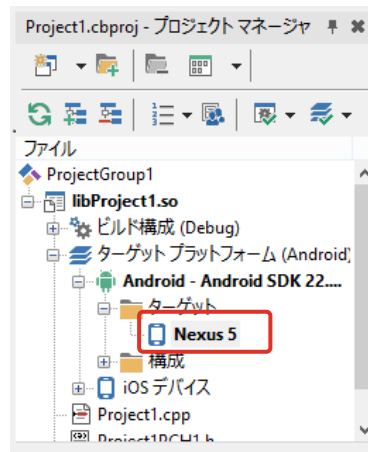 Project1.cbproj - プロジェクト マネージャ
ファイル
ProjectGroup1
libProject1.so
ビルド構成 (Debug)
ターゲット プラットフォーム (Android)
Android - Android SDK 22....
ターゲット
Nexus 5
構成
iOS デバイス
Project1.cpp
Project1PCH1.h